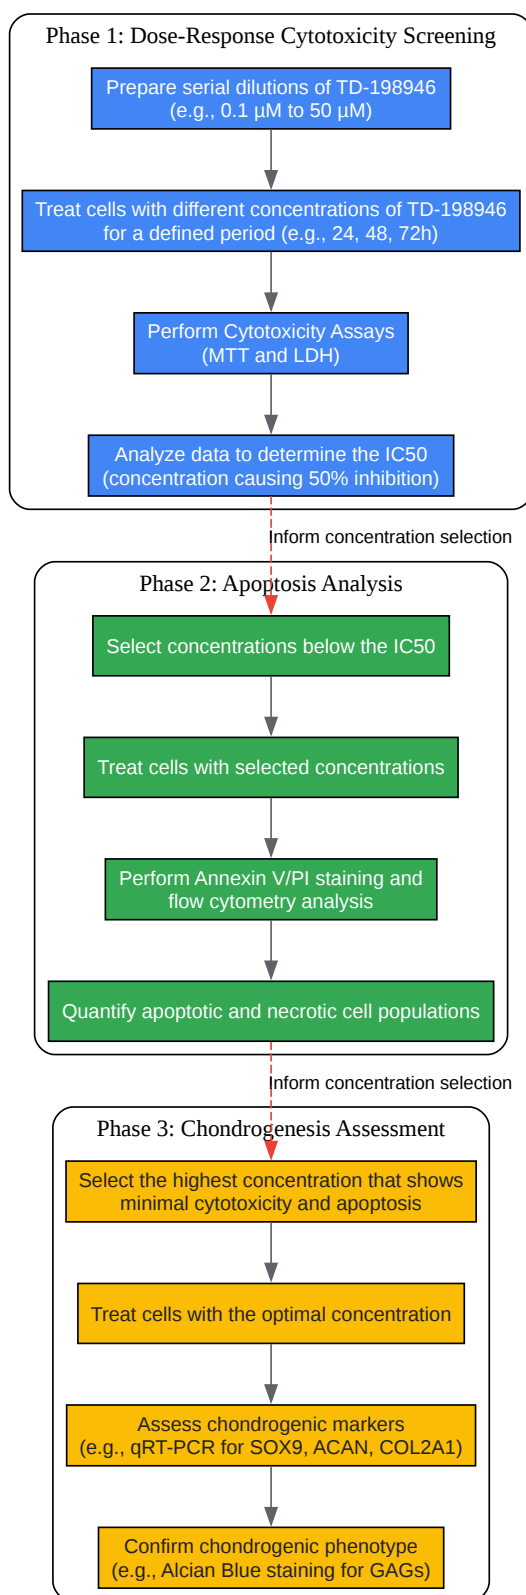 Phase 1: Dose-Response Cytotoxicity Screening
Prepare serial dilutions of TD-198946
(e.g., 0.1 µM to 50 µM)
Treat cells with different concentrations of TD-198946
for a defined period (e.g., 24, 48, 72h)
Perform Cytotoxicity Assays
(MTT and LDH)
Analyze data to determine the IC50
(concentration causing 50% inhibition)
Inform concentration selection
Phase 2: Apoptosis Analysis
Select concentrations below the IC50
Treat cells with selected concentrations
Perform Annexin V/PI staining and
flow cytometry analysis
Quantify apoptotic and necrotic cell populations
Inform concentration selection
Phase 3: Chondrogenesis Assessment
Select the highest concentration that shows
minimal cytotoxicity and apoptosis
Treat cells with the optimal concentration
Assess chondrogenic markers
(e.g., qRT-PCR for SOX9, ACAN, COL2A1)
Confirm chondrogenic phenotype
(e.g., Alcian Blue staining for GAGs)